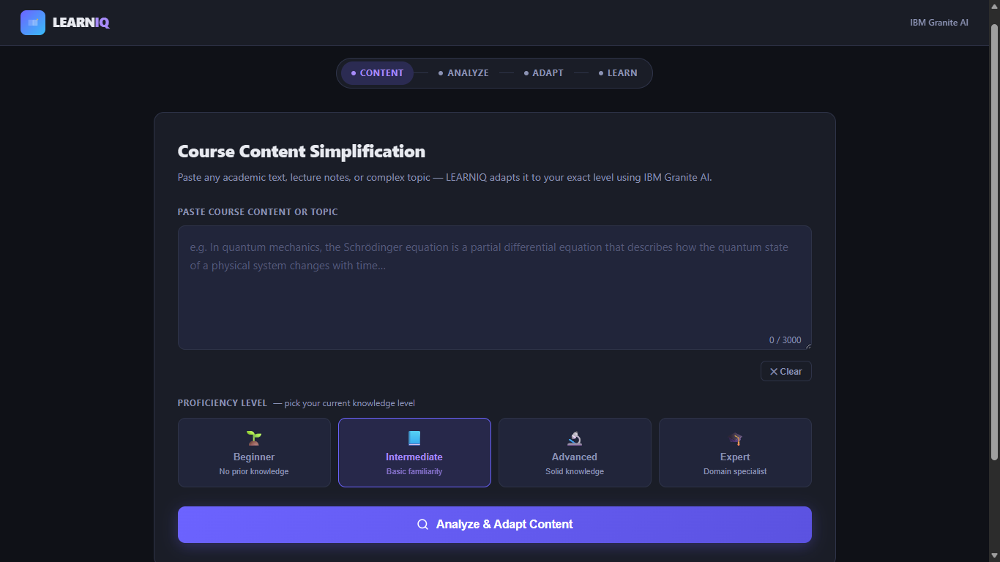 LEARNIQ
IBM Granite AI
CONTENT
ANALYZE
ADAPT
LEARN
Course Content Simplification
Paste any academic text, lecture notes, or complex topic — LEARNIQ adapts it to your exact level using IBM Granite AI.
PASTE COURSE CONTENT OR TOPIC
e.g. In quantum mechanics, the Schrödinger equation is a partial differential equation that describes how the quantum state
of a physical system changes with time...
0 / 3000
Clear
PROFICIENCY LEVEL — pick your current knowledge level
Beginner
No prior knowledge
Intermediate
Basic familiarity
Advanced
Solid knowledge
Expert
Domain specialist
Analyze & Adapt Content